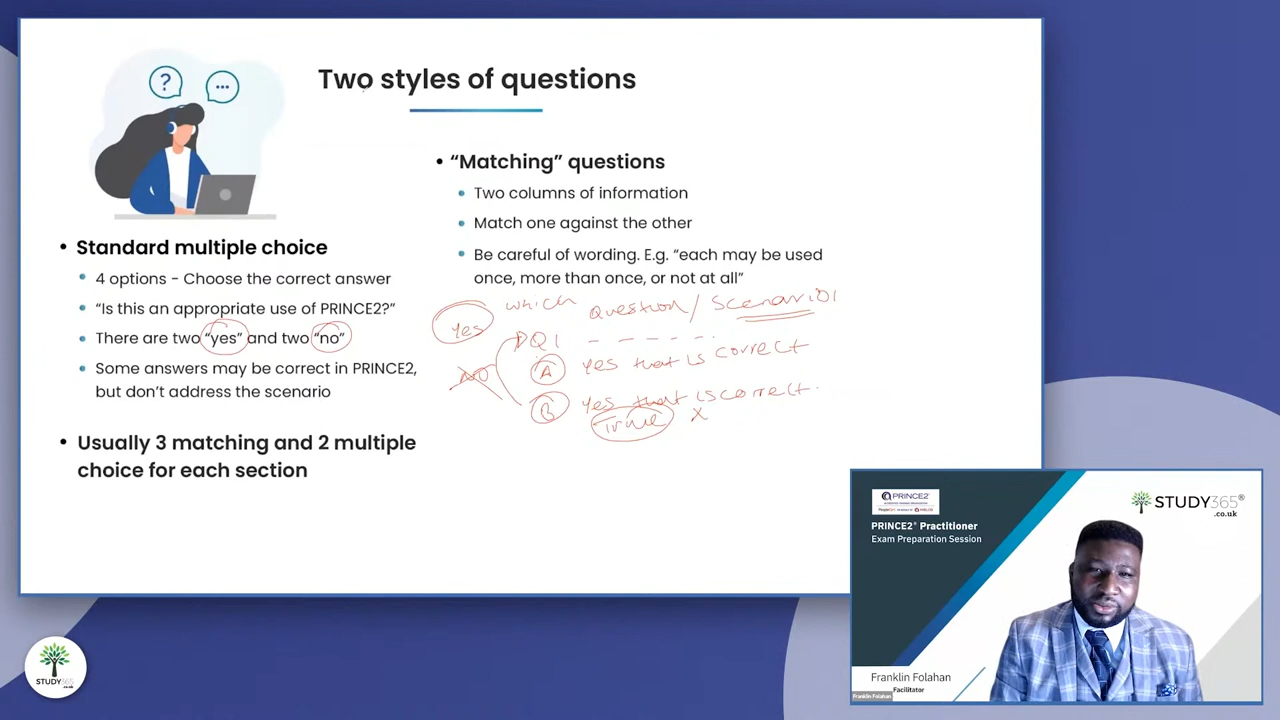 Two styles of questions
?
...
• Standard multiple choice
• 4 options - Choose the correct answer
• "Is this an appropriate use of PRINCE2?"
• There are two "yes" and two "no"
• Some answers may be correct in PRINCE2,
but don't address the scenario
• Usually 3 matching and 2 multiple
choice for each section
• "Matching" questions
• Two columns of information
• Match one against the other
• Be careful of wording. E.g. "each may be used
once, more than once, or not at all"
which question / scenario
Yes
Q1 - - - - - -
No
A yes that is correct
B yes that is correct.
True X
PRINCE2
STUDY365®
.co.uk
PRINCE2® Practitioner
Exam Preparation Session
Franklin Folahan
Facilitator
Franklin Folahan
STUDY365
.co.uk